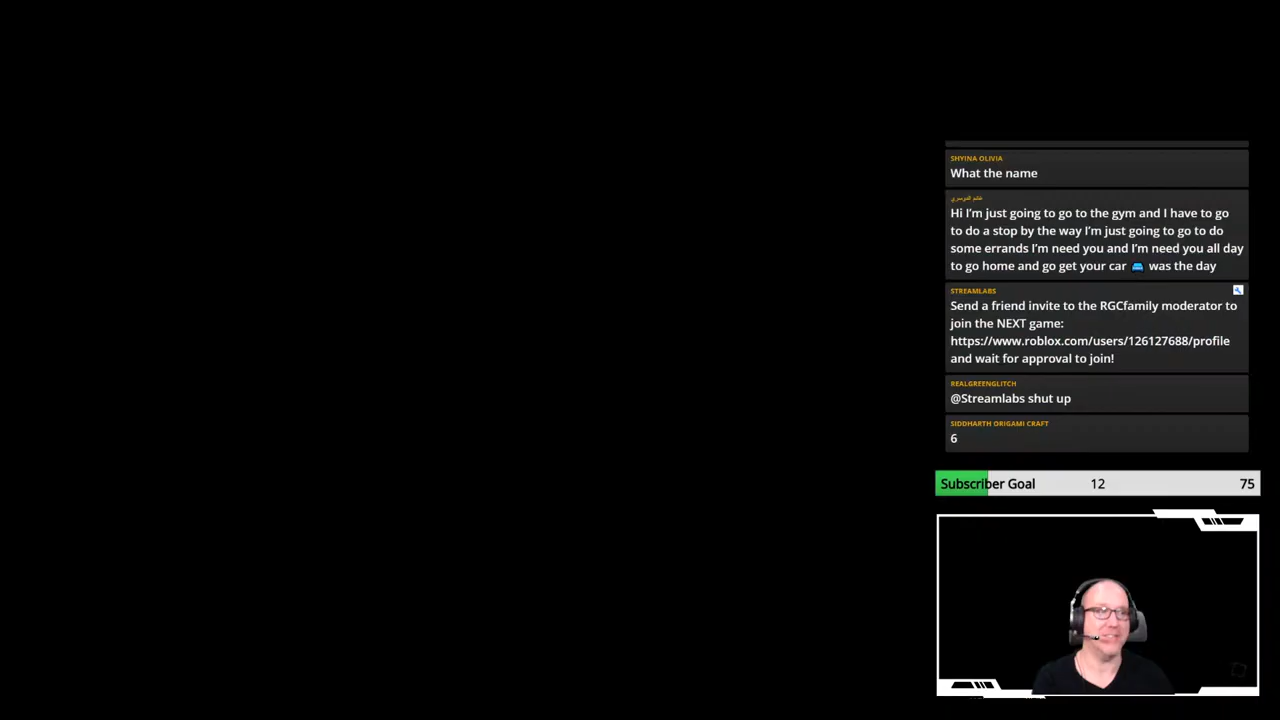 SHYINA OLIVIA
What the name
Hi I'm just going to go to the gym and I have to go
to do a stop by the way I'm just going to go to do
some errands I'm need you and I'm need you all day
to go home and go get your car 🚘 was the day
STREAMLABS
Send a friend invite to the RGCfamily moderator to
join the NEXT game:
https://www.roblox.com/users/126127688/profile
and wait for approval to join!
REALGREENGLITCH
@Streamlabs shut up
SIDDHARTH ORIGAMI CRAFT
6
Subscriber Goal 12 75